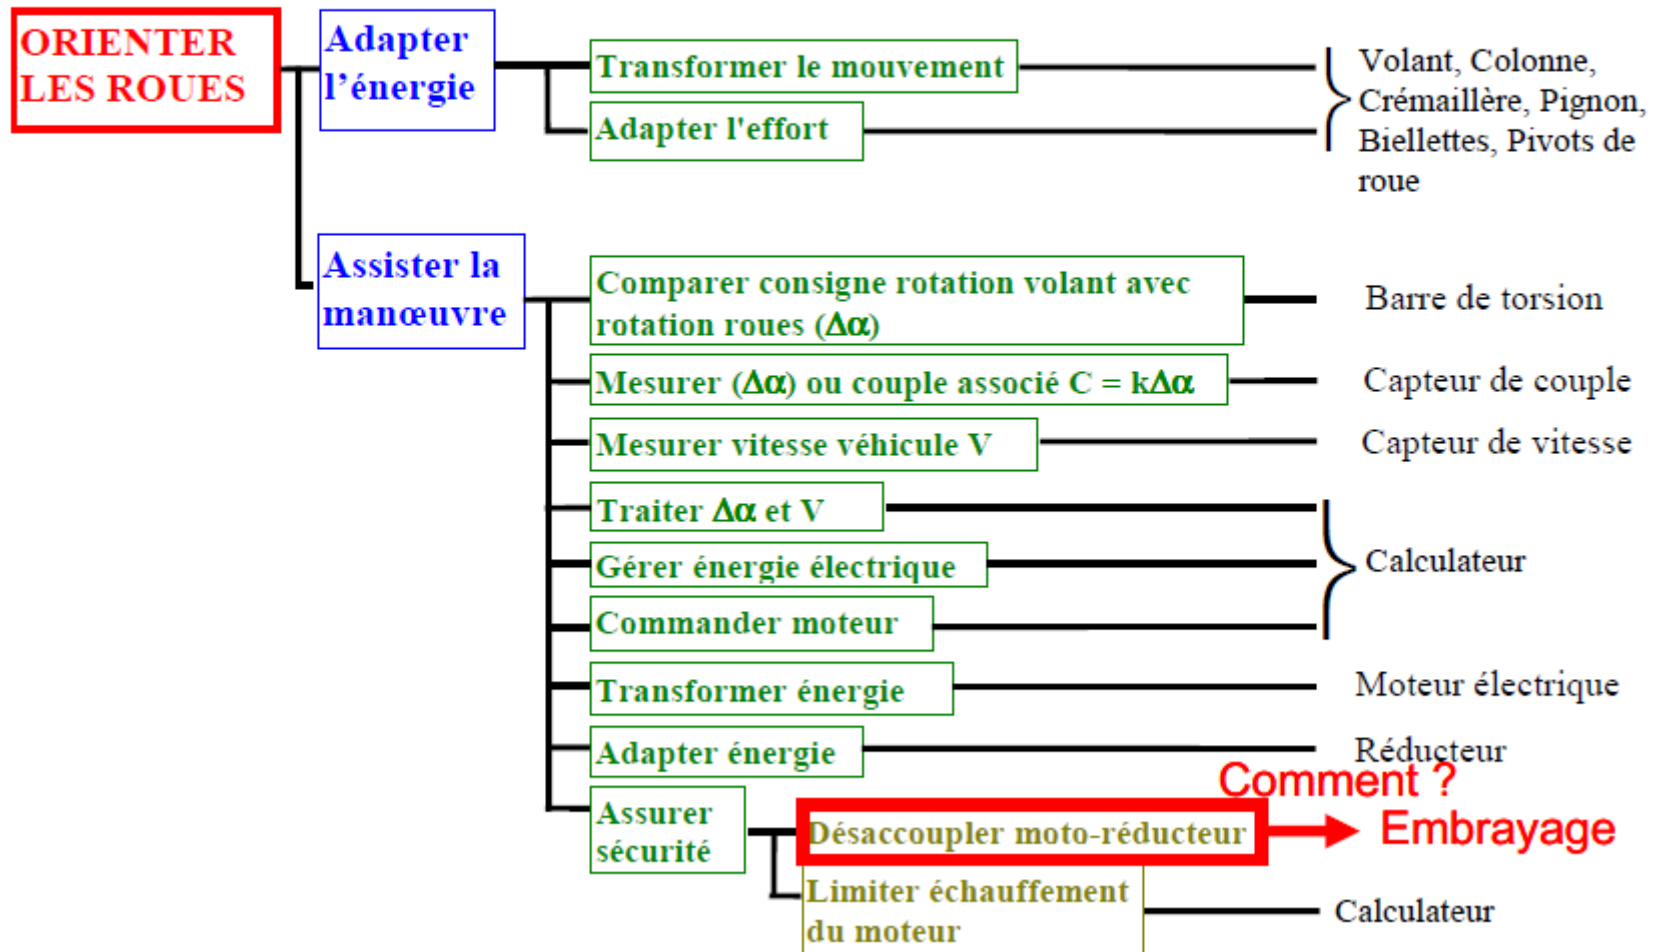 ORIENTER
LES ROUES
Adapter
l’énergie
Transformer le mouvement
Adapter l'effort
Volant, Colonne,
Crémaillère, Pignon,
Biellettes, Pivots de
roue
Assister la
manœuvre
Comparer consigne rotation volant avec
rotation roues (Δα)
Barre de torsion
Mesurer (Δα) ou couple associé C = kΔα
Capteur de couple
Mesurer vitesse véhicule V
Capteur de vitesse
Traiter Δα et V
Gérer énergie électrique
Calculateur
Commander moteur
Transformer énergie
Moteur électrique
Adapter énergie
Réducteur
Comment ?
Assurer
sécurité
Désaccoupler moto-réducteur
Embrayage
Limiter échauffement
du moteur
Calculateur